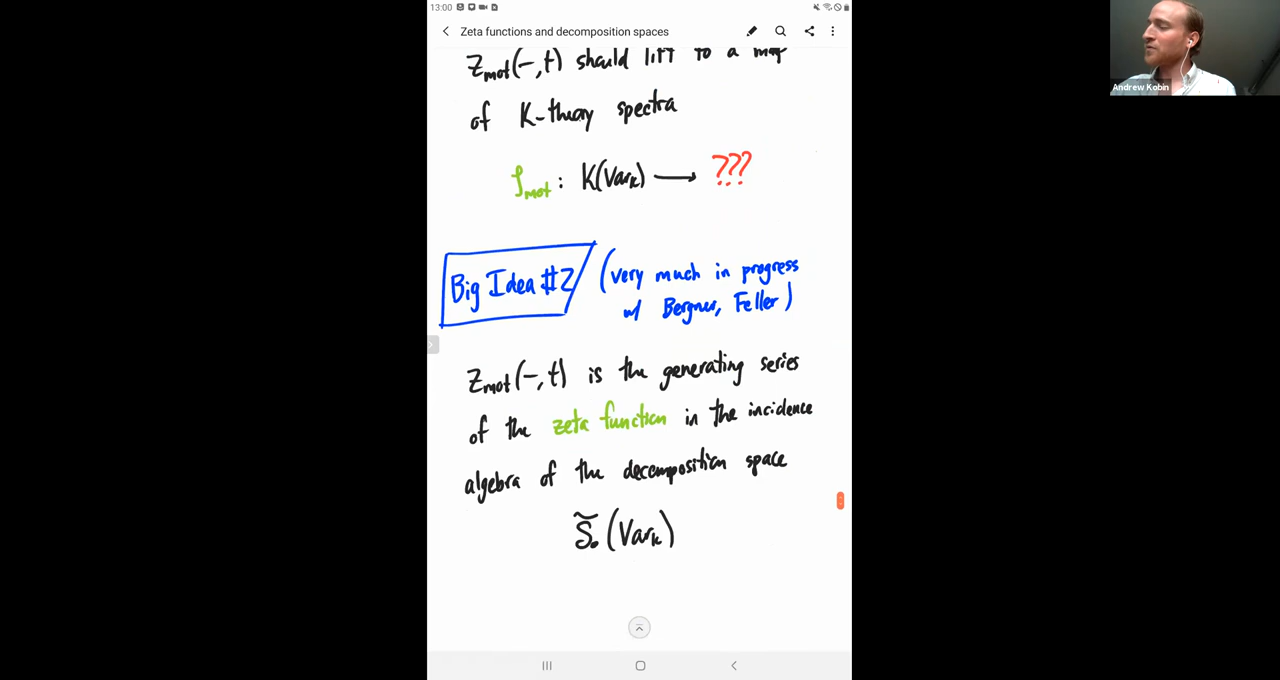 13:00
Zeta functions and decomposition spaces
Zmot(-,t) should lift to a map
of K-theory spectra
ζmot : K(Vark) → ???
Big Idea #2 (very much in progress
w/ Bergner, Feller)
Zmot(-,t) is the generating series
of the zeta function in the incidence
algebra of the decomposition space
S̃•(Vark)
Andrew Kobin